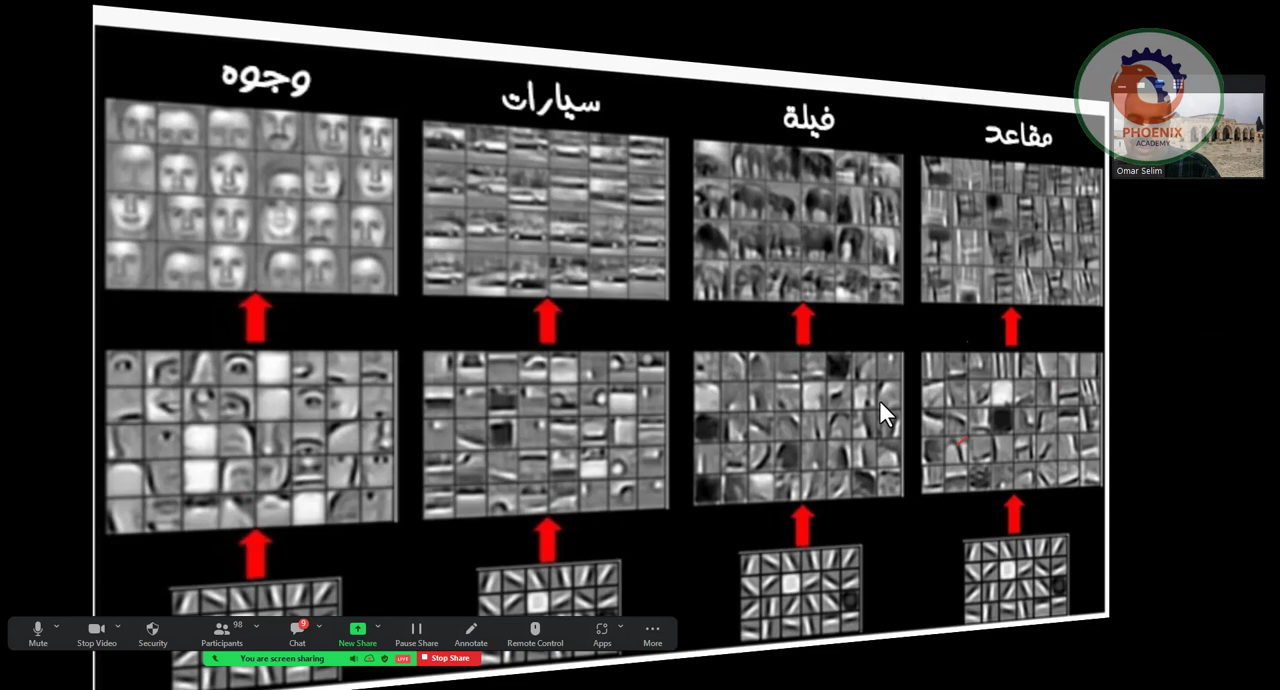 وجوه
سيارات
فيلة
مقاعد
PHOENIX
ACADEMY
Omar Selim
Mute
Stop Video
Security
Participants
98
Chat
9
New Share
Pause Share
Annotate
Remote Control
Apps
More
You are screen sharing
LIVE
Stop Share